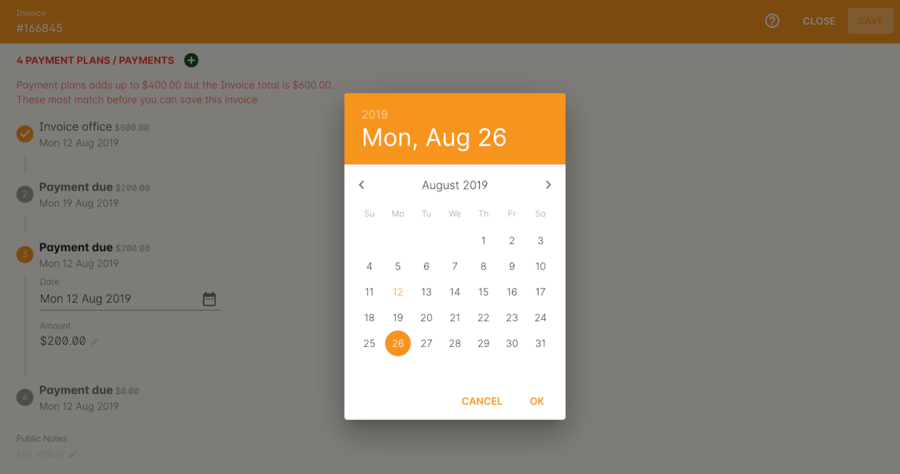 Invoice
#166845
CLOSE
SAVE
4 PAYMENT PLANS / PAYMENTS
Payment plans adds up to $400.00 but the Invoice total is $600.00.
These mast match before you can save this invoice
Invoice office $600.00
Mon 12 Aug 2019
2
Payment due $200.00
Mon 19 Aug 2019
3
Payment due $200.00
Mon 12 Aug 2019
Date
Mon 12 Aug 2019
Amount
$200.00
4
Payment due $0.00
Mon 12 Aug 2019
Public Notes
No value
2019
Mon, Aug 26
August 2019
Su Mo Tu We Th Fr Sa
1 2 3
4 5 6 7 8 9 10
11 12 13 14 15 16 17
18 19 20 21 22 23 24
25 26 27 28 29 30 31
CANCEL OK